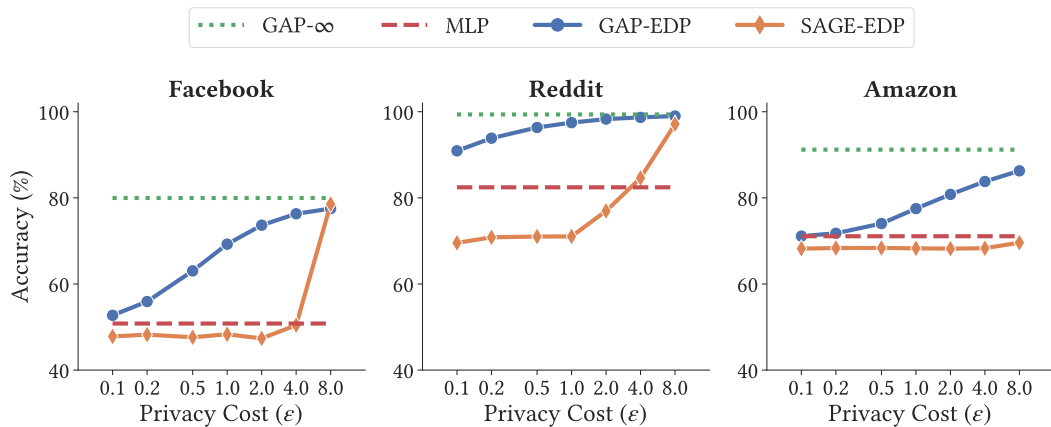 GAP-∞ MLP GAP-EDP SAGE-EDP
Facebook Reddit Amazon
Accuracy (%)
100 100 100
80 80 80
60 60 60
40 40 40
0.1 0.2 0.5 1.0 2.0 4.0 8.0 0.1 0.2 0.5 1.0 2.0 4.0 8.0 0.1 0.2 0.5 1.0 2.0 4.0 8.0
Privacy Cost (ϵ) Privacy Cost (ϵ) Privacy Cost (ϵ)